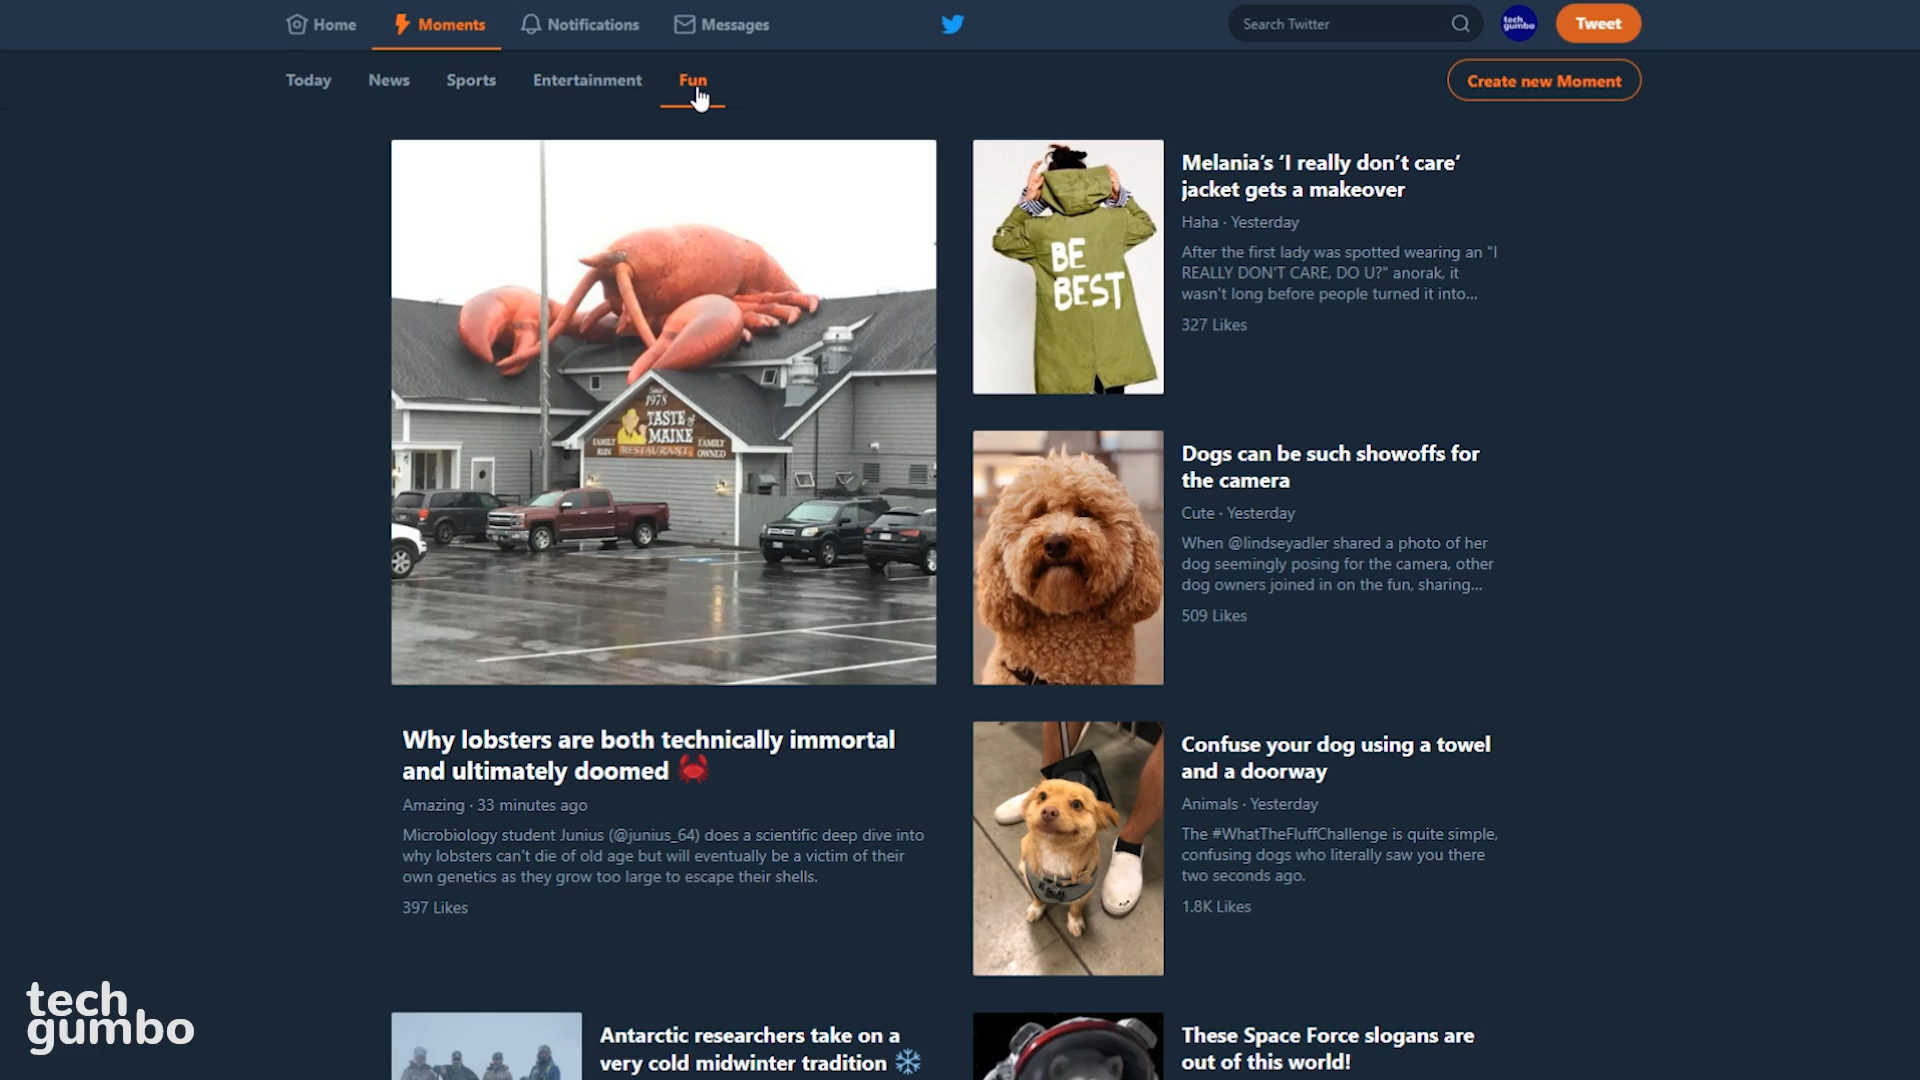 Home
Moments
Notifications
Messages
Search Twitter
tech gumbo
Tweet
Today
News
Sports
Entertainment
Fun
Create new Moment
Since
1978
TASTE of
MAINE
RESTAURANT
FAMILY
RUN
FAMILY
OWNED
Why lobsters are both technically immortal
and ultimately doomed 🦀
Amazing · 33 minutes ago
Microbiology student Junius (@junius_64) does a scientific deep dive into
why lobsters can't die of old age but will eventually be a victim of their
own genetics as they grow too large to escape their shells.
397 Likes
BE
BEST
Melania’s ‘I really don’t care’
jacket gets a makeover
Haha · Yesterday
After the first lady was spotted wearing an "I
REALLY DON'T CARE, DO U?" anorak, it
wasn't long before people turned it into...
327 Likes
Dogs can be such showoffs for
the camera
Cute · Yesterday
When @lindseyadler shared a photo of her
dog seemingly posing for the camera, other
dog owners joined in on the fun, sharing...
509 Likes
Confuse your dog using a towel
and a doorway
Animals · Yesterday
The #WhatTheFluffChallenge is quite simple,
confusing dogs who literally saw you there
two seconds ago.
1.8K Likes
Antarctic researchers take on a
very cold midwinter tradition ❄️
These Space Force slogans are
out of this world!
tech
gumbo